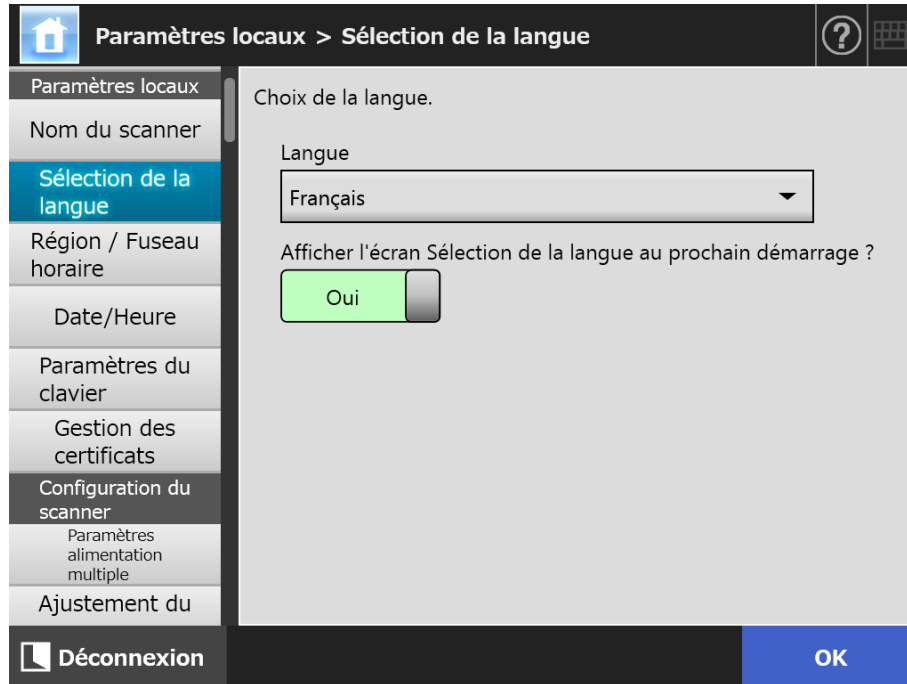 Paramètres locaux > Sélection de la langue
Paramètres locaux
Nom du scanner
Sélection de la
langue
Région / Fuseau
horaire
Date/Heure
Paramètres du
clavier
Gestion des
certificats
Configuration du
scanner
Paramètres
alimentation
multiple
Ajustement du
Choix de la langue.
Langue
Français
Afficher l'écran Sélection de la langue au prochain démarrage ?
Oui
Déconnexion
OK